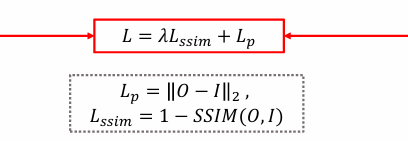 L = λL_ssim + L_p
L_p = ‖O − I‖_2 ,
L_ssim = 1 − SSIM(O, I)